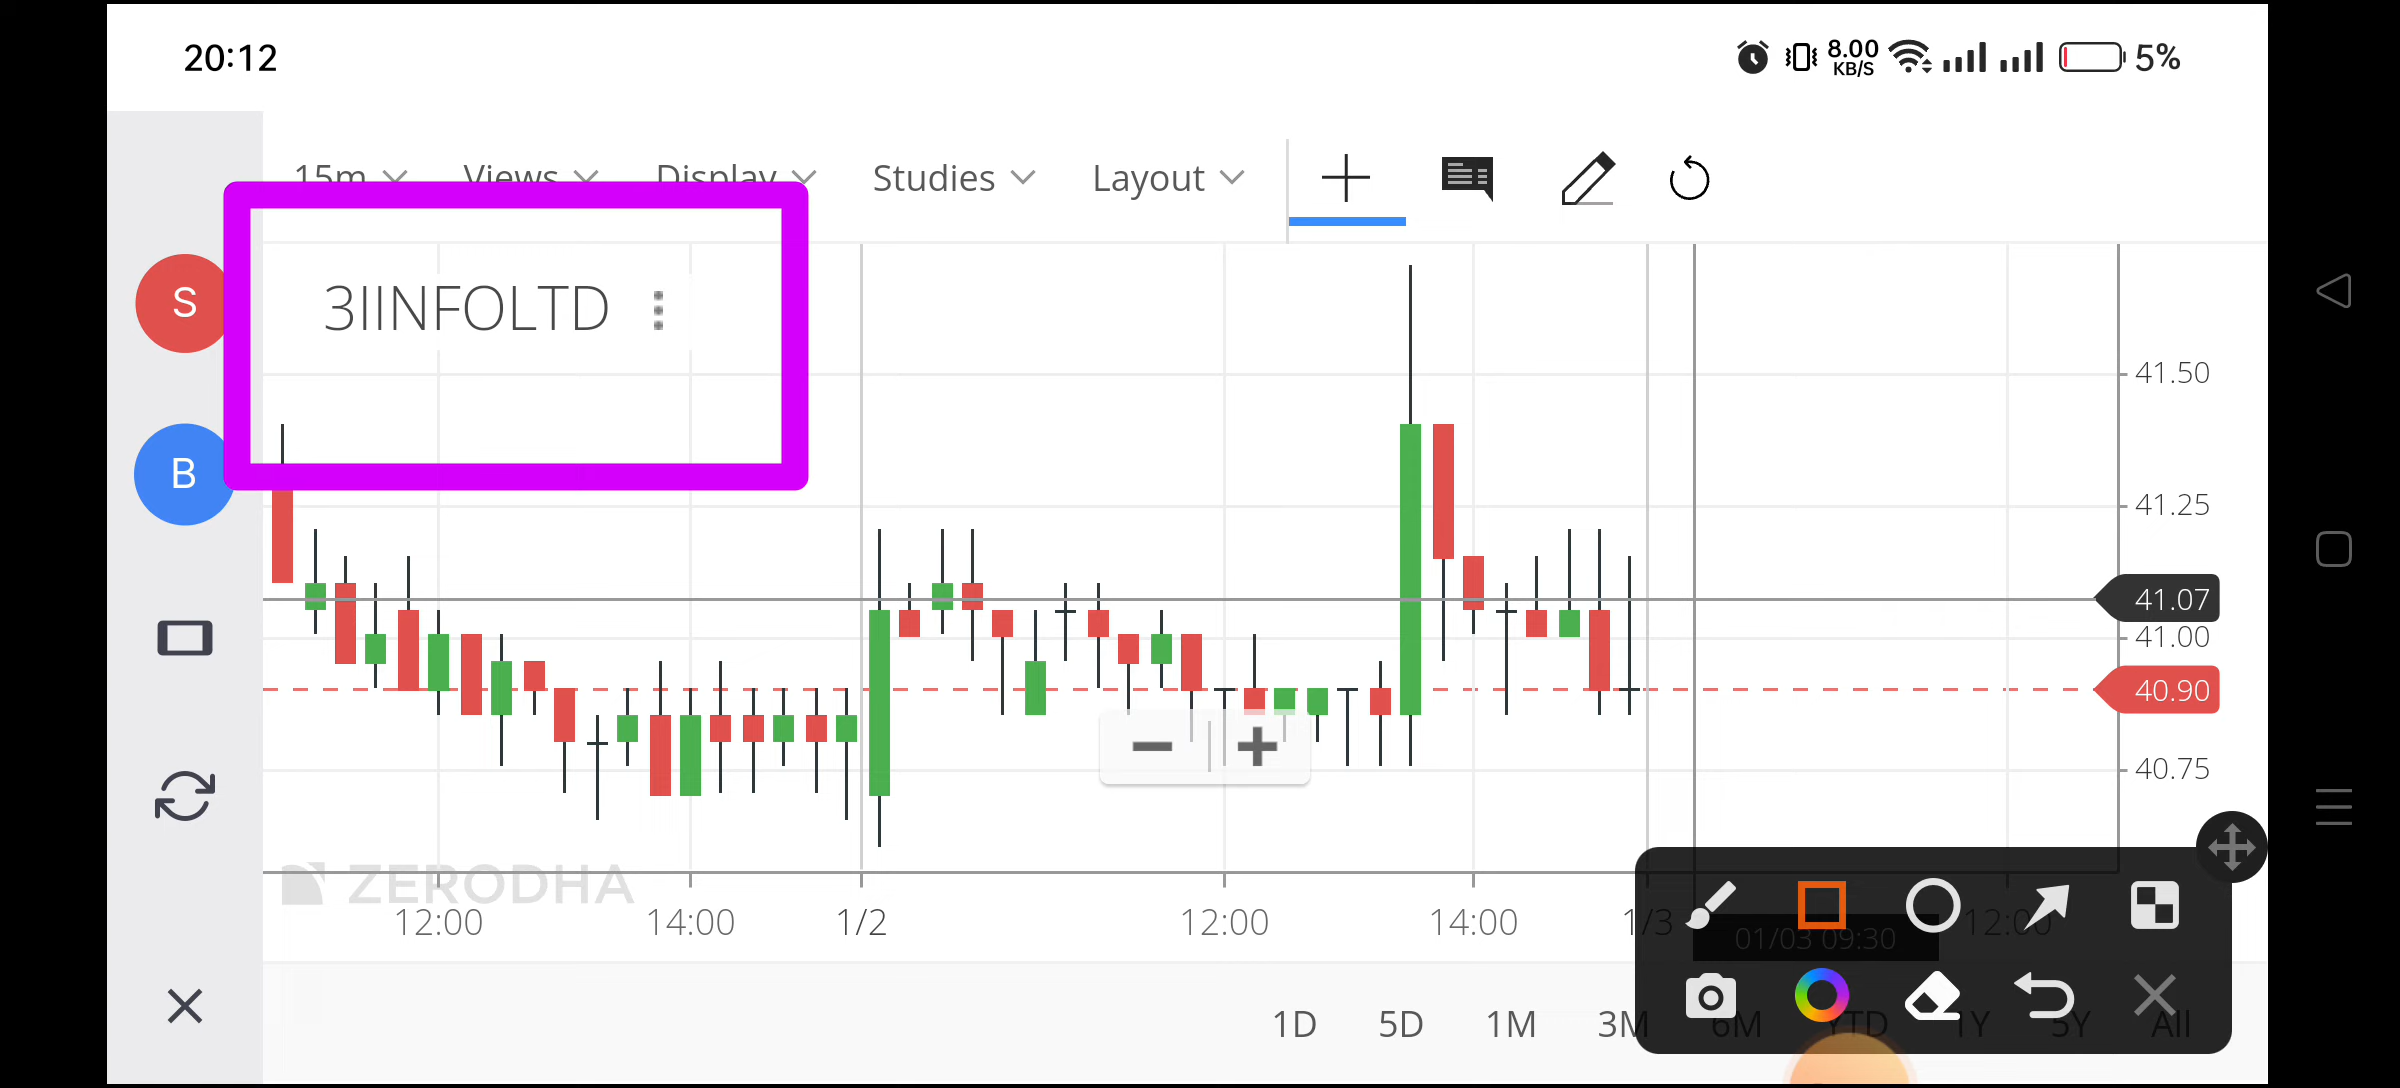 20:12 8.00 KB/S 5%
15m Views Display Studies Layout
S 3IINFOLTD
B
41.50
41.25
41.07
41.00
40.90
40.75
ZERODHA
12:00 14:00 1/2 12:00 14:00 1/3 12:00
01/03 09:30
1D 5D 1M 3M 6M YTD 1Y 5Y All